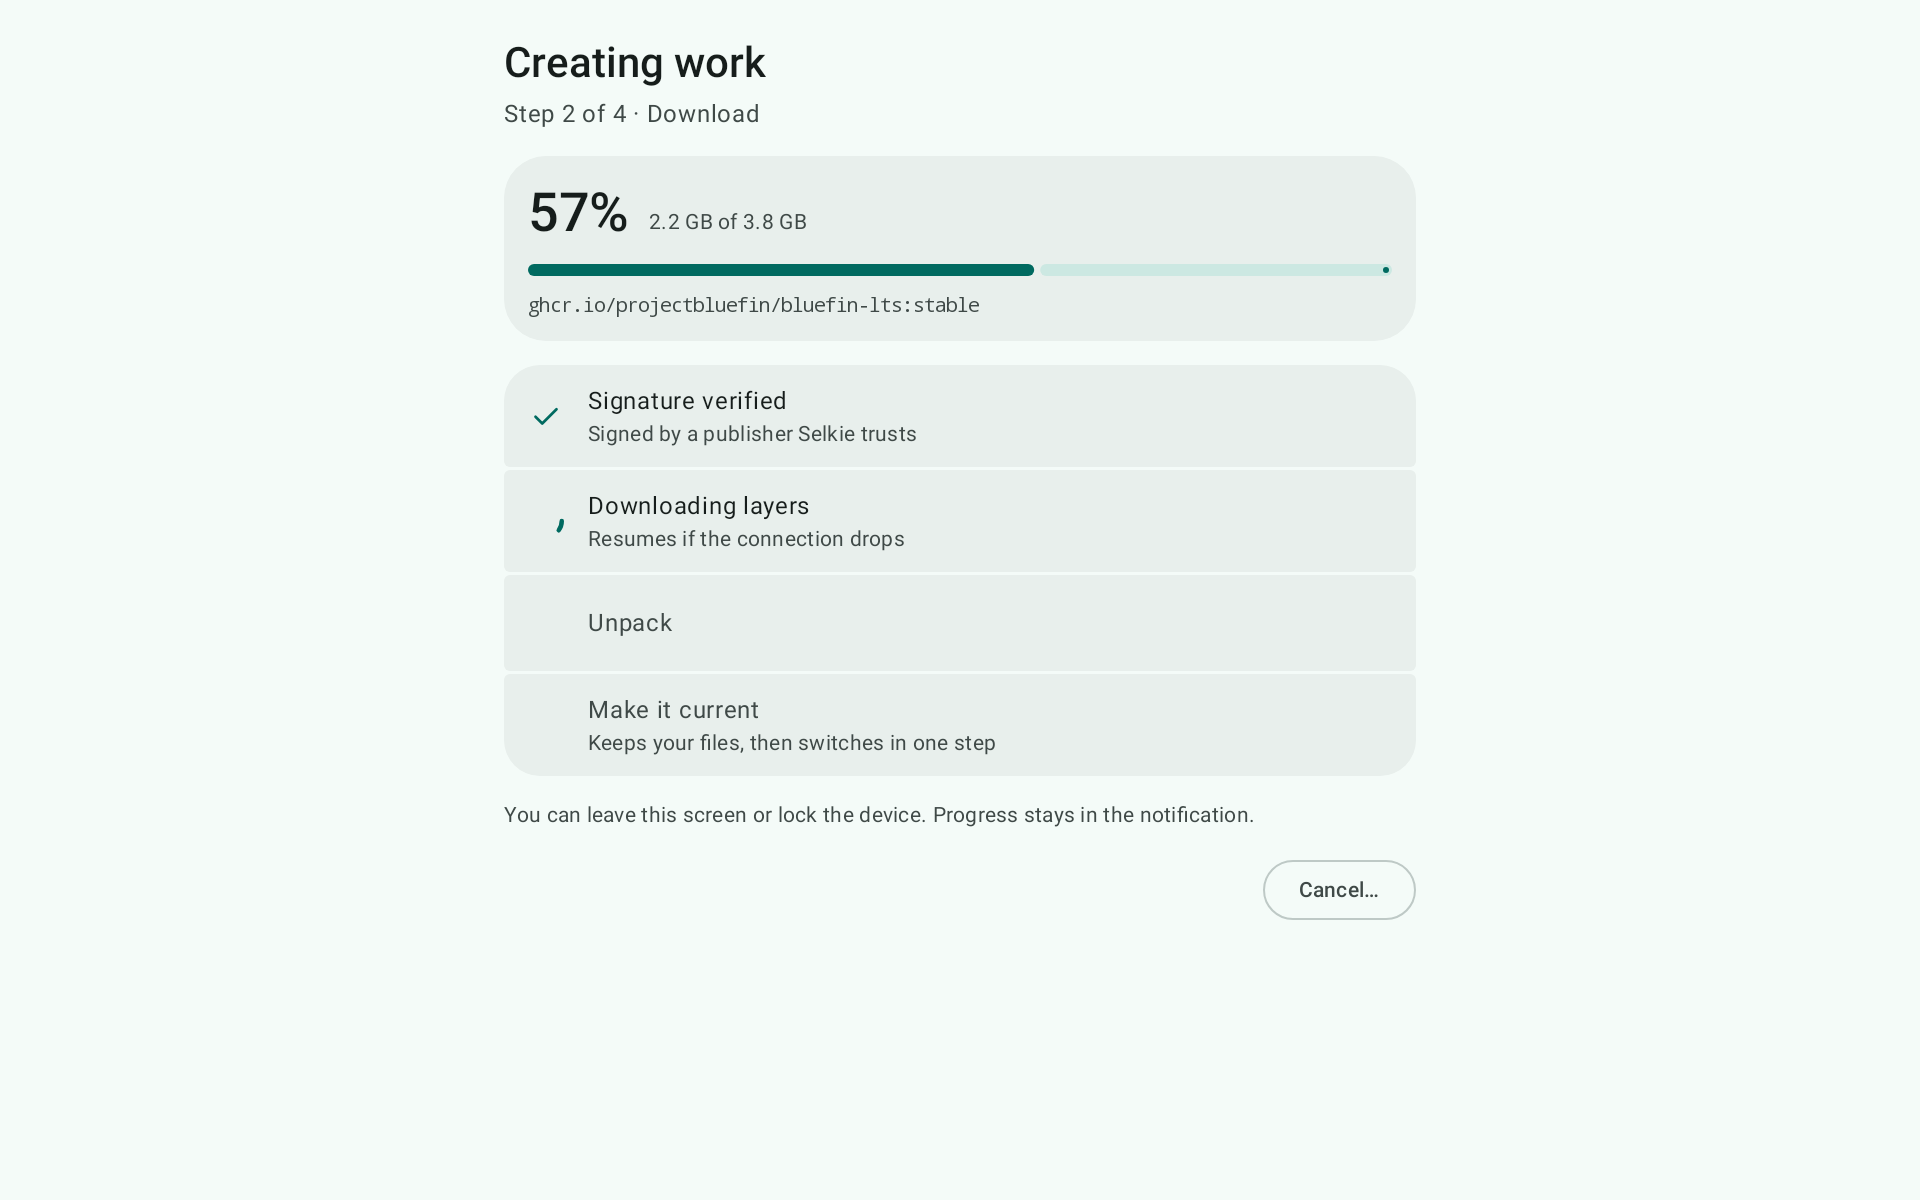 Creating work
Step 2 of 4 · Download
57% 2.2 GB of 3.8 GB
ghcr.io/projectbluefin/bluefin-lts:stable
Signature verified
Signed by a publisher Selkie trusts
Downloading layers
Resumes if the connection drops
Unpack
Make it current
Keeps your files, then switches in one step
You can leave this screen or lock the device. Progress stays in the notification.
Cancel…